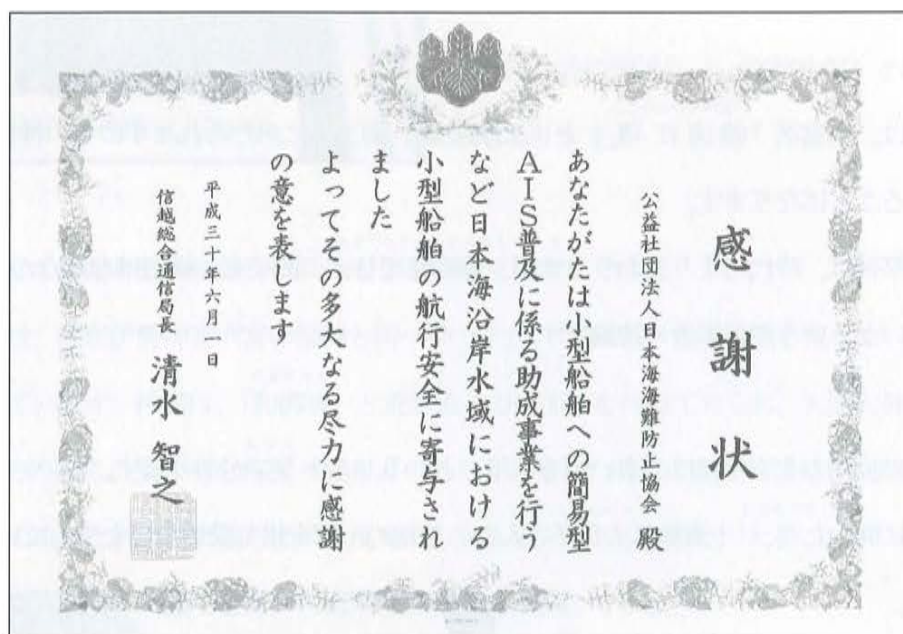 感謝状
公益社団法人日本海海難防止協会 殿
あなたがたは小型船舶への簡易型
AIS普及に係る助成事業を行う
など日本海沿岸水域における
小型船舶の航行安全に寄与され
ました
よってその多大なる尽力に感謝
の意を表します
平成三十年六月一日
信越総合通信局長 清水 智之